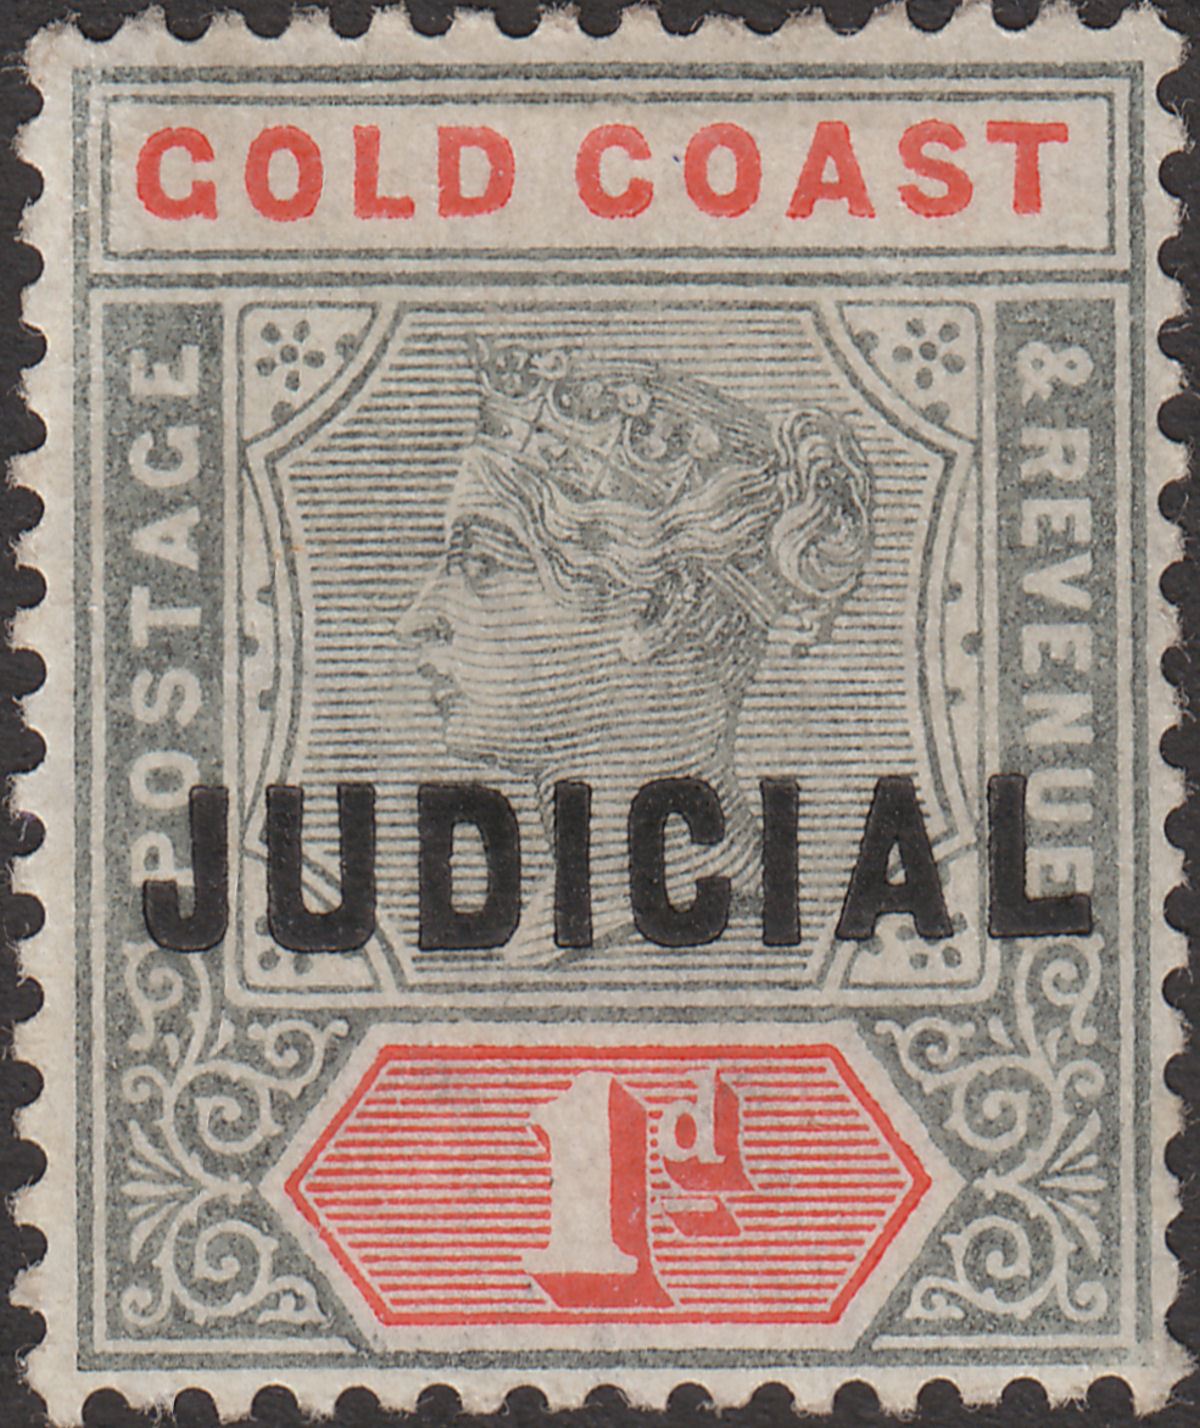 GOLD COAST
POSTAGE
& REVENUE
JUDICIAL
1d